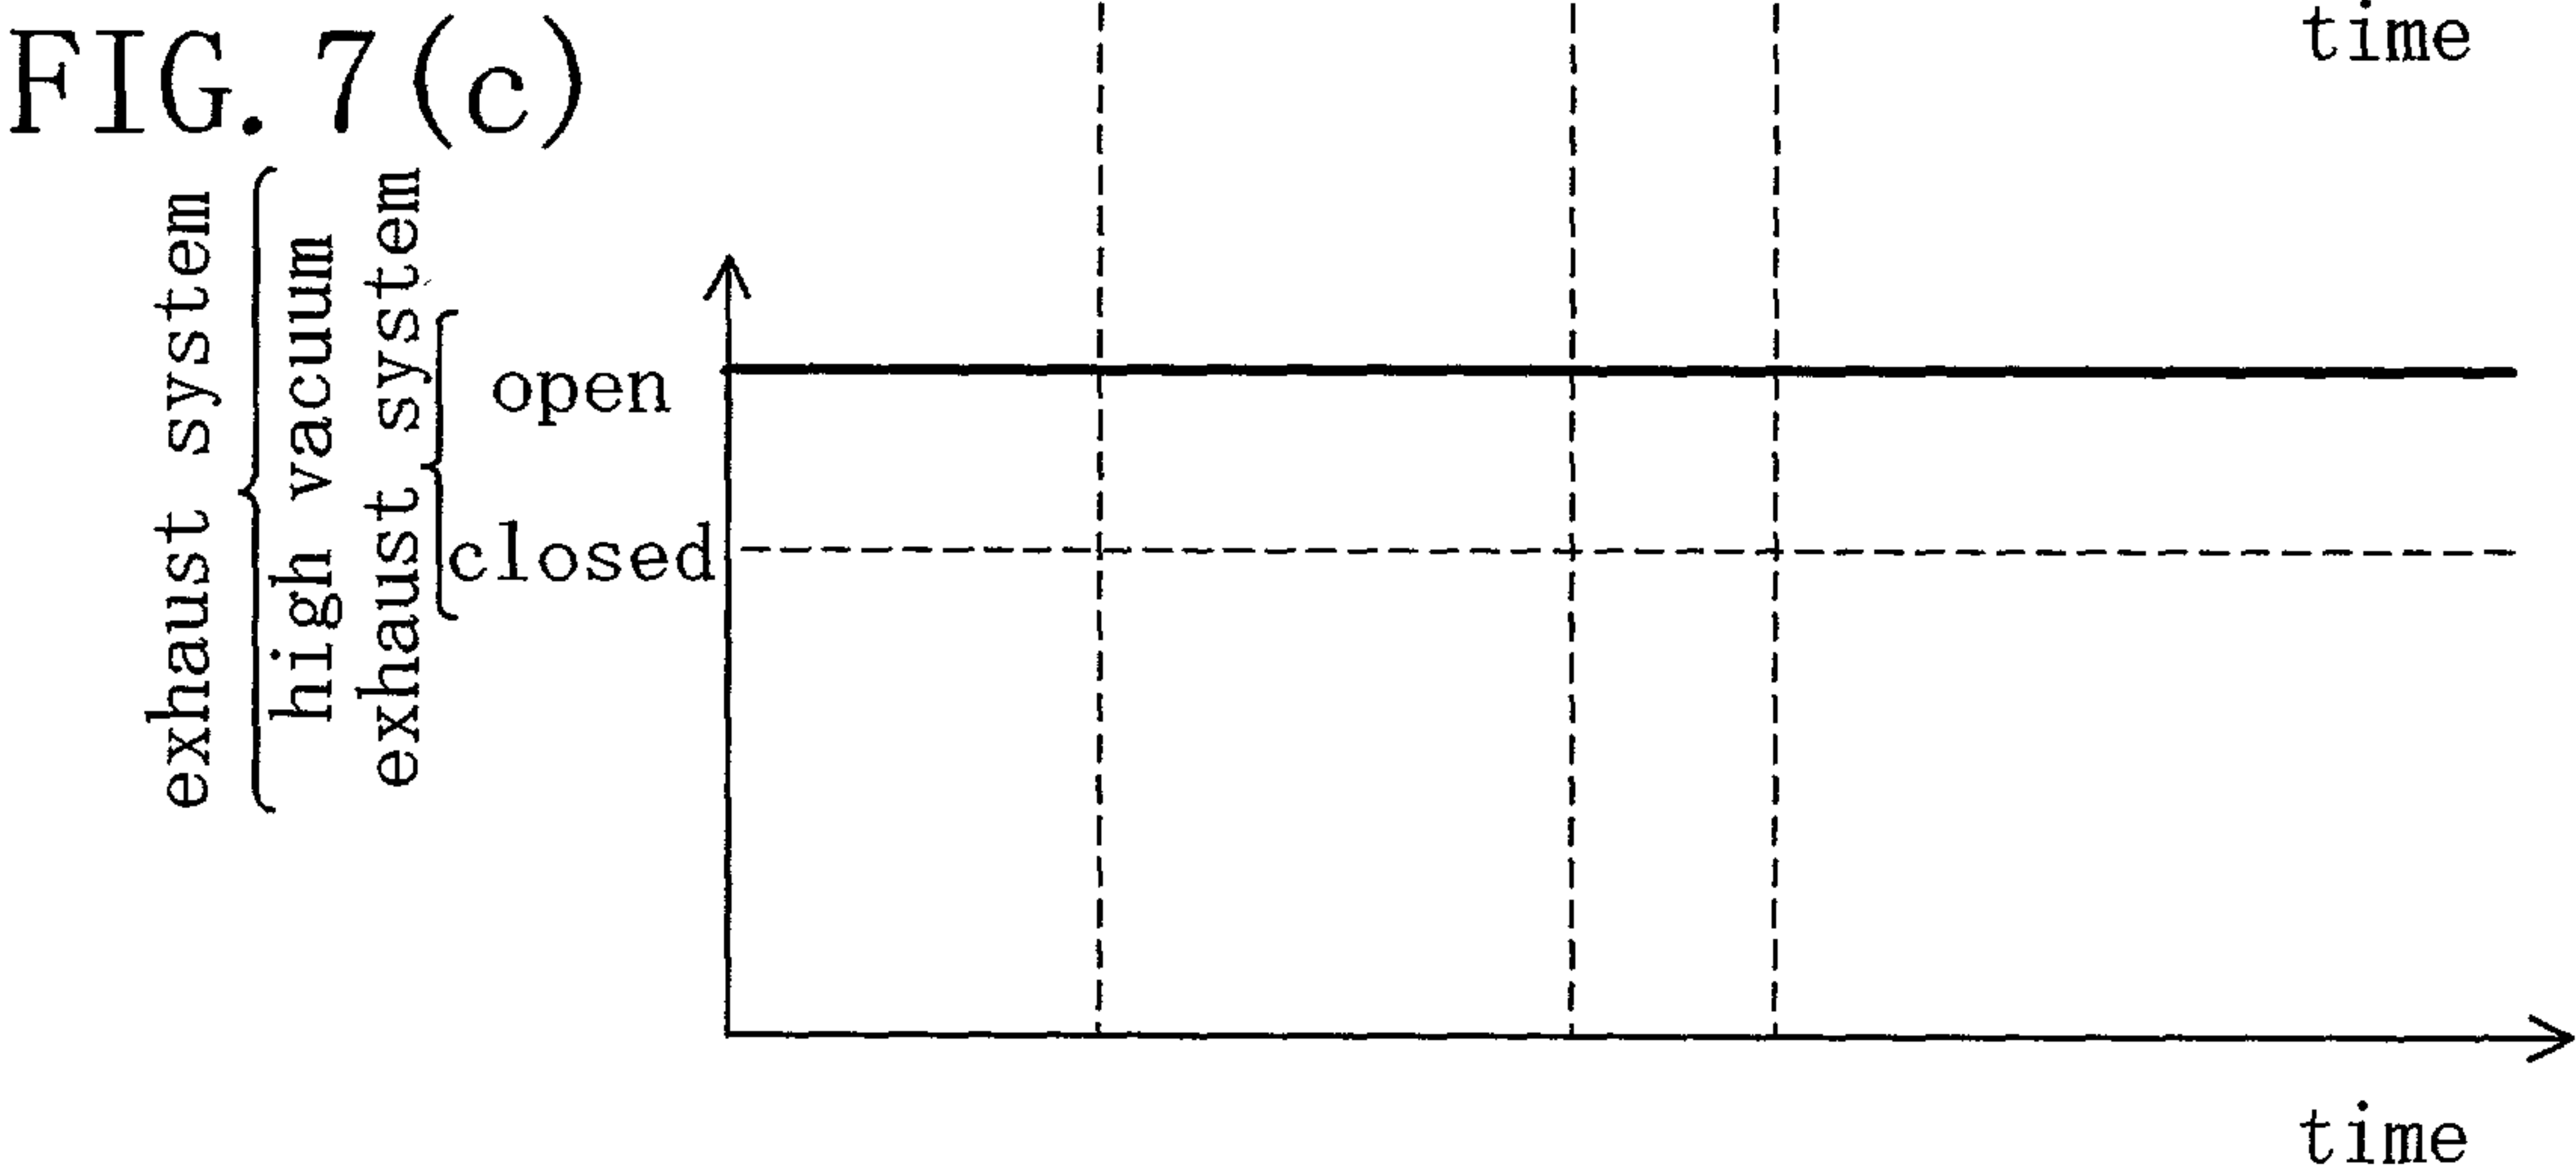 time
FIG. 7(c)
exhaust system
high vacuum
exhaust system
open
closed
time